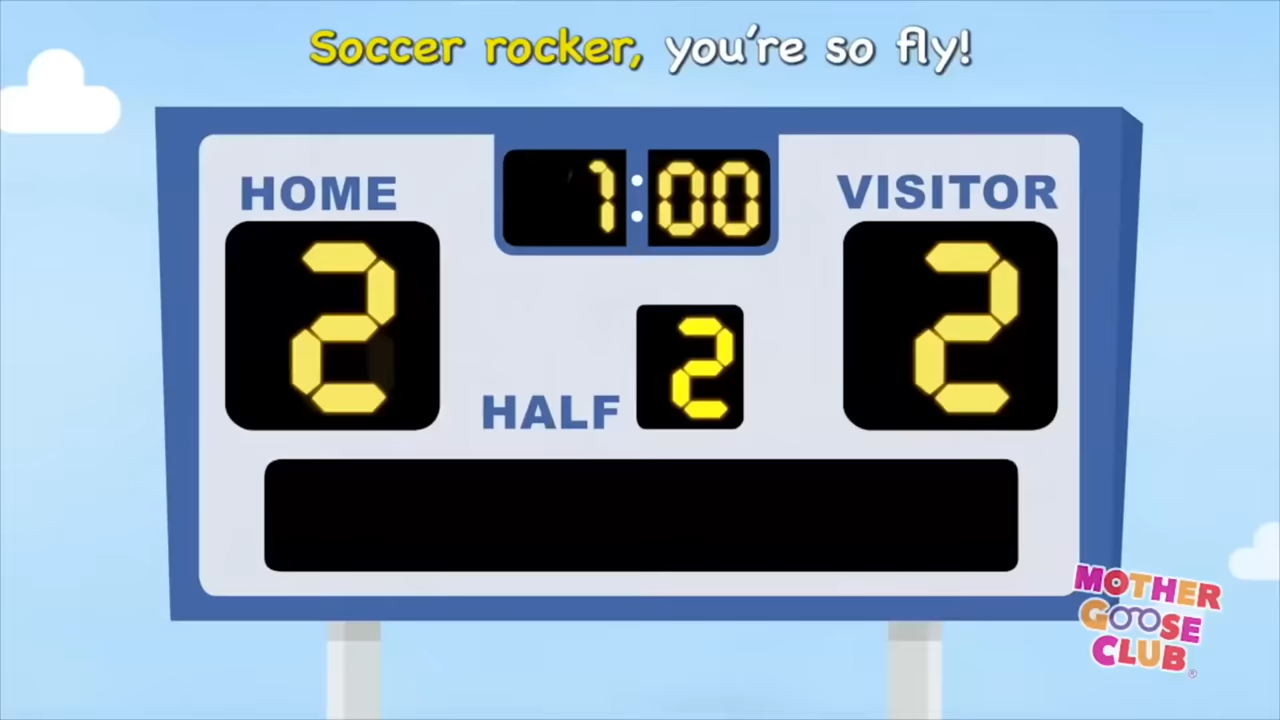 Soccer rocker, you're so fly!
HOME
1:00
VISITOR
2
2
HALF 2
MOTHER
GOOSE
CLUB